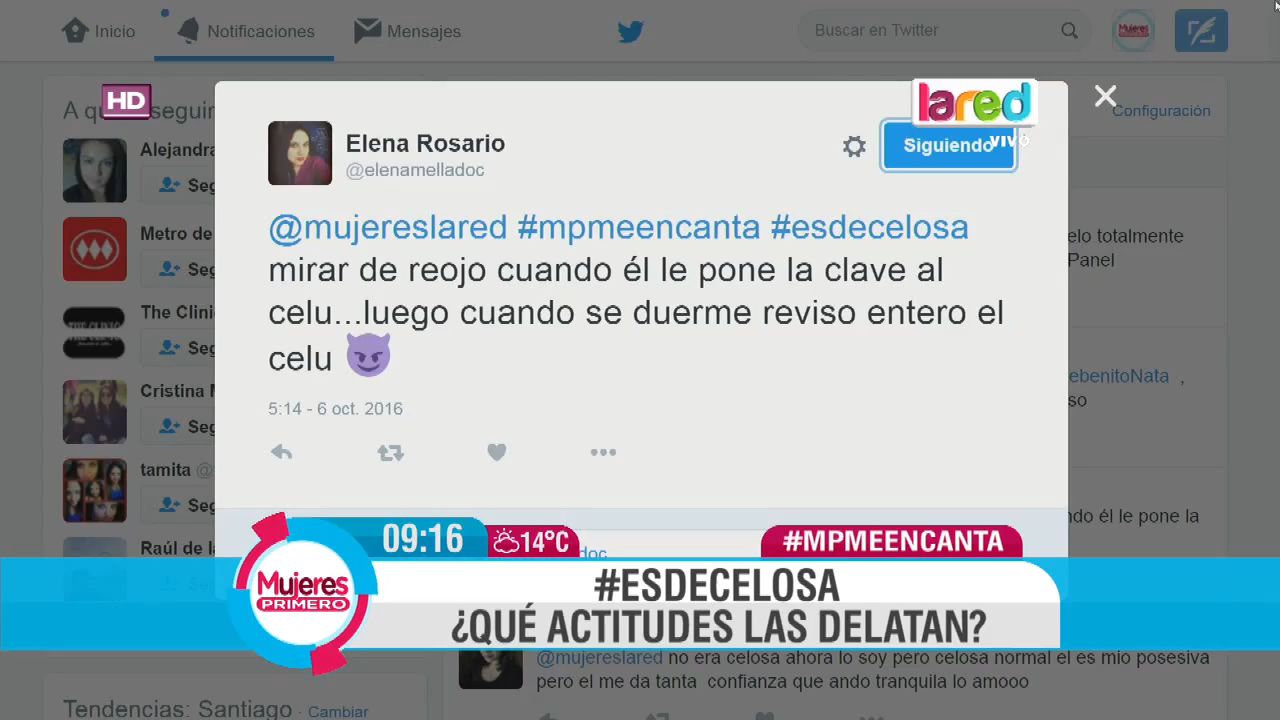 Inicio
Notificaciones
Mensajes
Buscar en Twitter
Mujeres
HD
A qu
seguir
lared
VIVO
Configuración
Elena Rosario
@elenamelladoc
Siguiendo
@mujereslared #mpmeencanta #esdecelosa
mirar de reojo cuando él le pone la clave al
celu...luego cuando se duerme reviso entero el
celu
5:14 - 6 oct. 2016
Alejandra
Seg
Metro de
Seg
The Clini
Seg
Cristina M
Seg
tamita @
Seg
Raúl de la
elo totalmente
Panel
ebenitoNata ,
so
do él le pone la
doc
09:16
14°C
#MPMEENCANTA
Mujeres
PRIMERO
#ESDECELOSA
¿QUÉ ACTITUDES LAS DELATAN?
@mujereslared no era celosa ahora lo soy pero celosa normal el es mio posesiva
pero el me da tanta confianza que ando tranquila lo amooo
Tendencias: Santiago · Cambiar